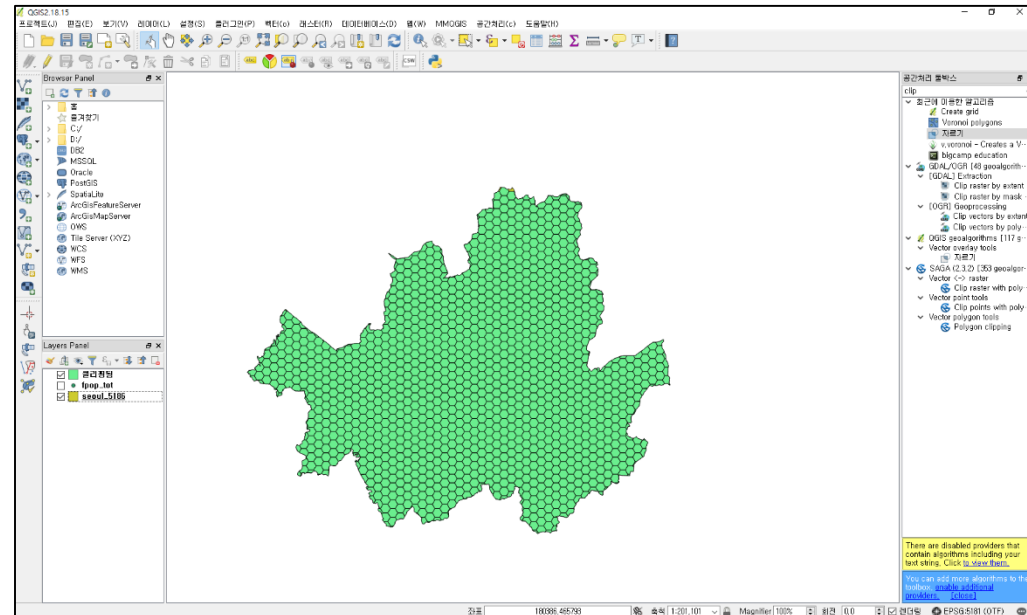 QGIS2.18.15
프로젝트(J) 편집(E) 보기(V) 레이어(L) 설정(S) 플러그인(P) 벡터(o) 래스터(R) 데이터베이스(D) 웹(W) MMQGIS 공간처리(c) 도움말(H)
Browser Panel
홈
즐겨찾기
C:/
D:/
DB2
MSSQL
Oracle
PostGIS
SpatiaLite
ArcGisFeatureServer
ArcGisMapServer
OWS
Tile Server (XYZ)
WCS
WFS
WMS
Layers Panel
클리핑팅
fpop_tot
seoul_5186
공간처리 툴박스
clip
최근에 이용한 알고리즘
Create grid
Voronoi polygons
자르기
v.voronoi - Creates a V…
bigcamp education
GDAL/OGR [48 geoalgorith…
[GDAL] Extraction
Clip raster by extent
Clip raster by mask …
[OGR] Geoprocessing
Clip vectors by extent
Clip vectors by poly…
QGIS geoalgorithms [117 g…
Vector overlay tools
자르기
SAGA (2.3.2) [353 geoalgor…
Vector <-> raster
Clip raster with poly…
Vector point tools
Clip points with poly…
Vector polygon tools
Polygon clipping
There are disabled providers that
contain algorithms including your
text string. Click to view them.
You can add more algorithms to the
toolbox, enable additional
providers. [close]
좌표 180386,465793 축척 1:201,101 Magnifier 100% 회전 0.0 렌더링 EPSG:5181 (OTF)